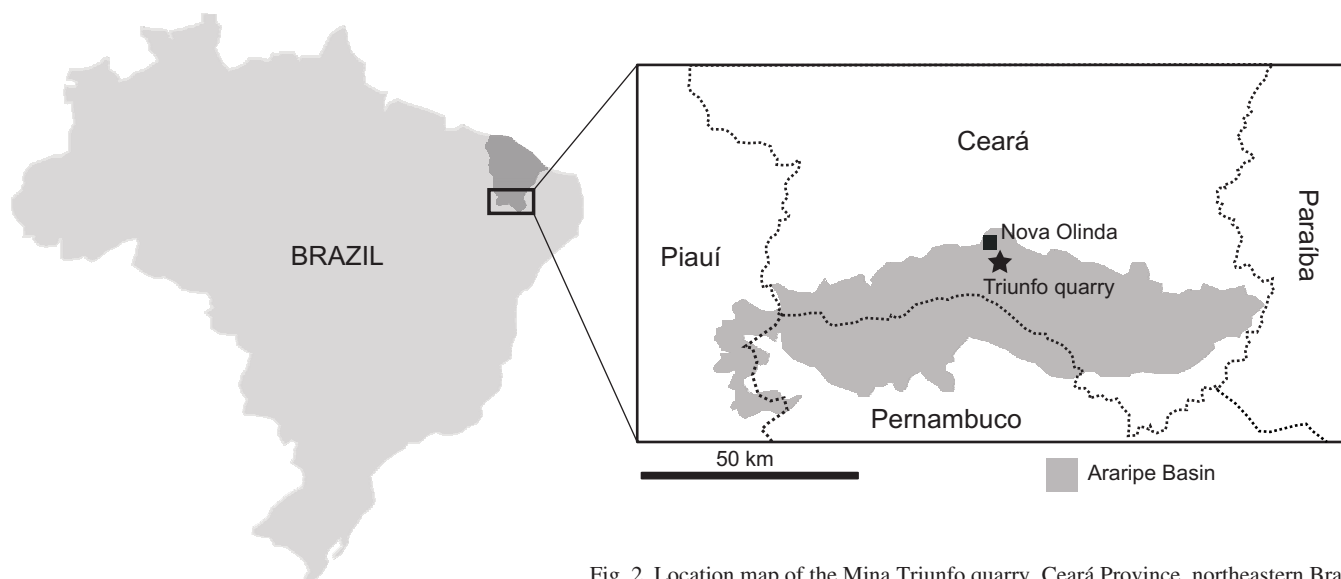 BRAZIL
Ceará
Paraíba
Nova Olinda
Piauí
Triunfo quarry
Pernambuco
50 km
Araripe Basin
Fig. 2. Location map of the Mina Triunfo quarry, Ceará Province, northeastern Bra